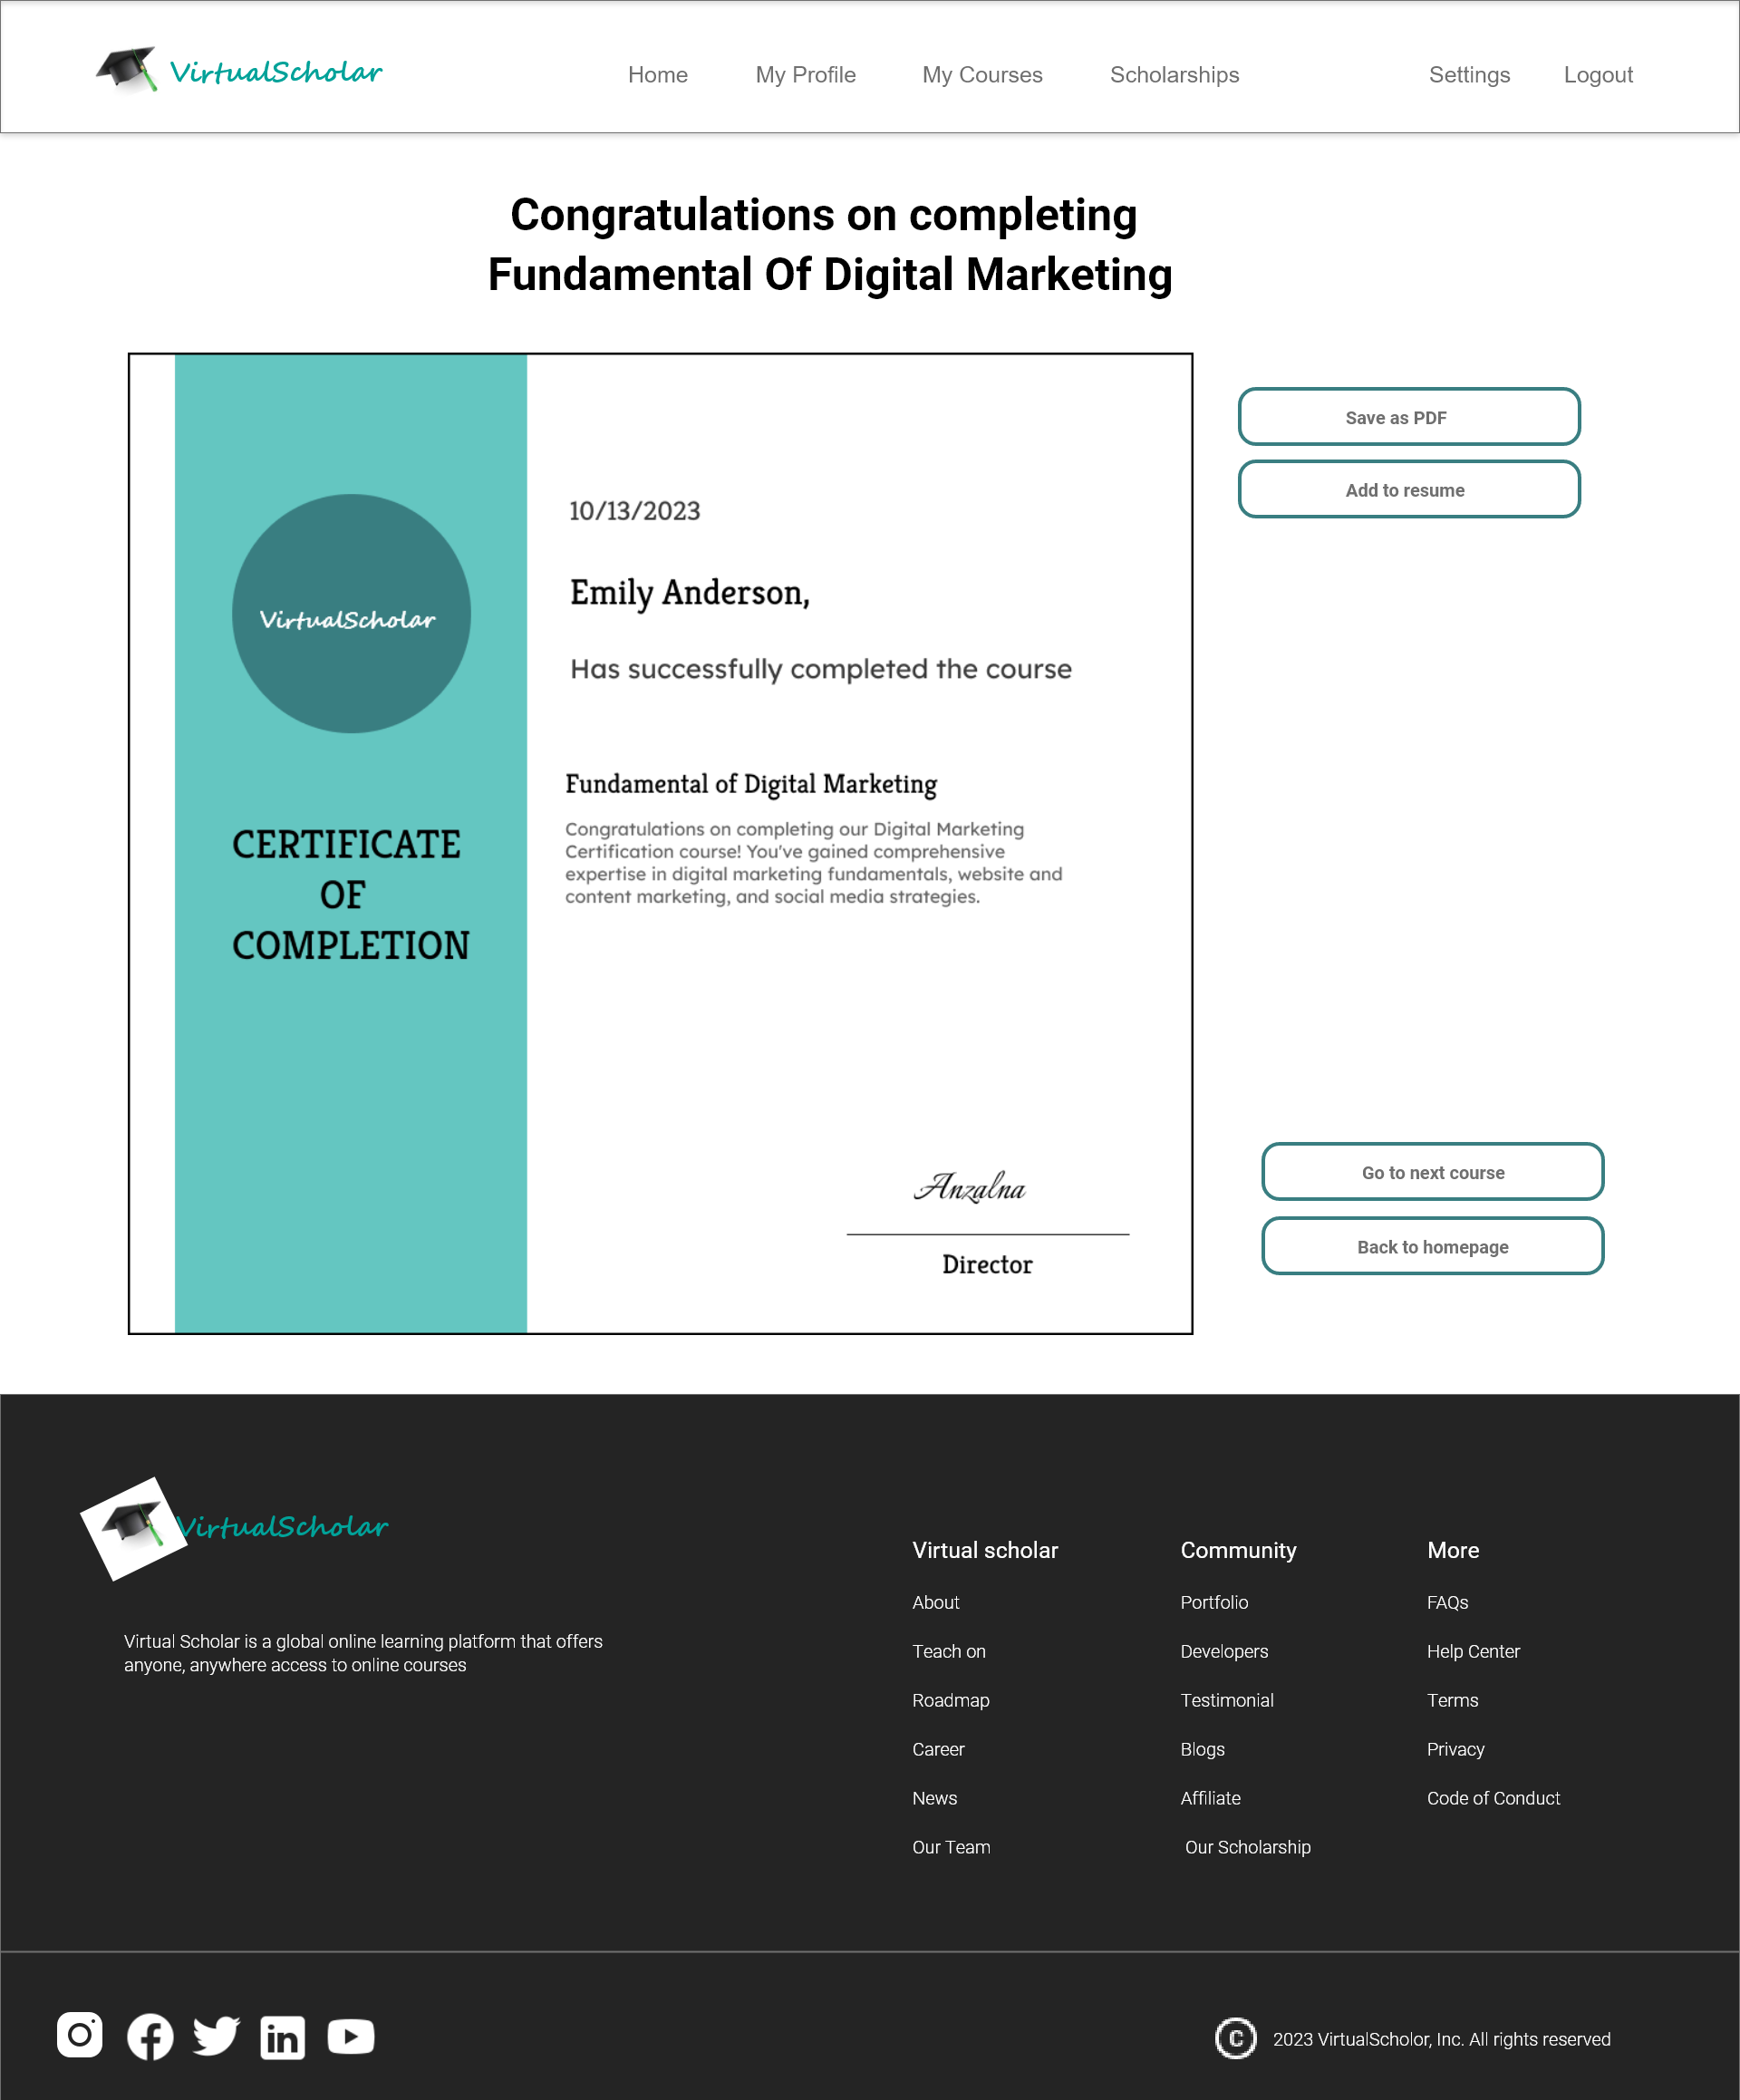 VirtualScholar
Home
My Profile
My Courses
Scholarships
Settings
Logout
Congratulations on completing
Fundamental Of Digital Marketing
VirtualScholar
CERTIFICATE
OF
COMPLETION
10/13/2023
Emily Anderson,
Has successfully completed the course
Fundamental of Digital Marketing
Congratulations on completing our Digital Marketing
Certification course! You've gained comprehensive
expertise in digital marketing fundamentals, website and
content marketing, and social media strategies.
Anzalna
Director
Save as PDF
Add to resume
Go to next course
Back to homepage
VirtualScholar
Virtual Scholar is a global online learning platform that offers
anyone, anywhere access to online courses
Virtual scholar
About
Teach on
Roadmap
Career
News
Our Team
Community
Portfolio
Developers
Testimonial
Blogs
Affiliate
Our Scholarship
More
FAQs
Help Center
Terms
Privacy
Code of Conduct
© 2023 VirtualScholor, Inc. All rights reserved